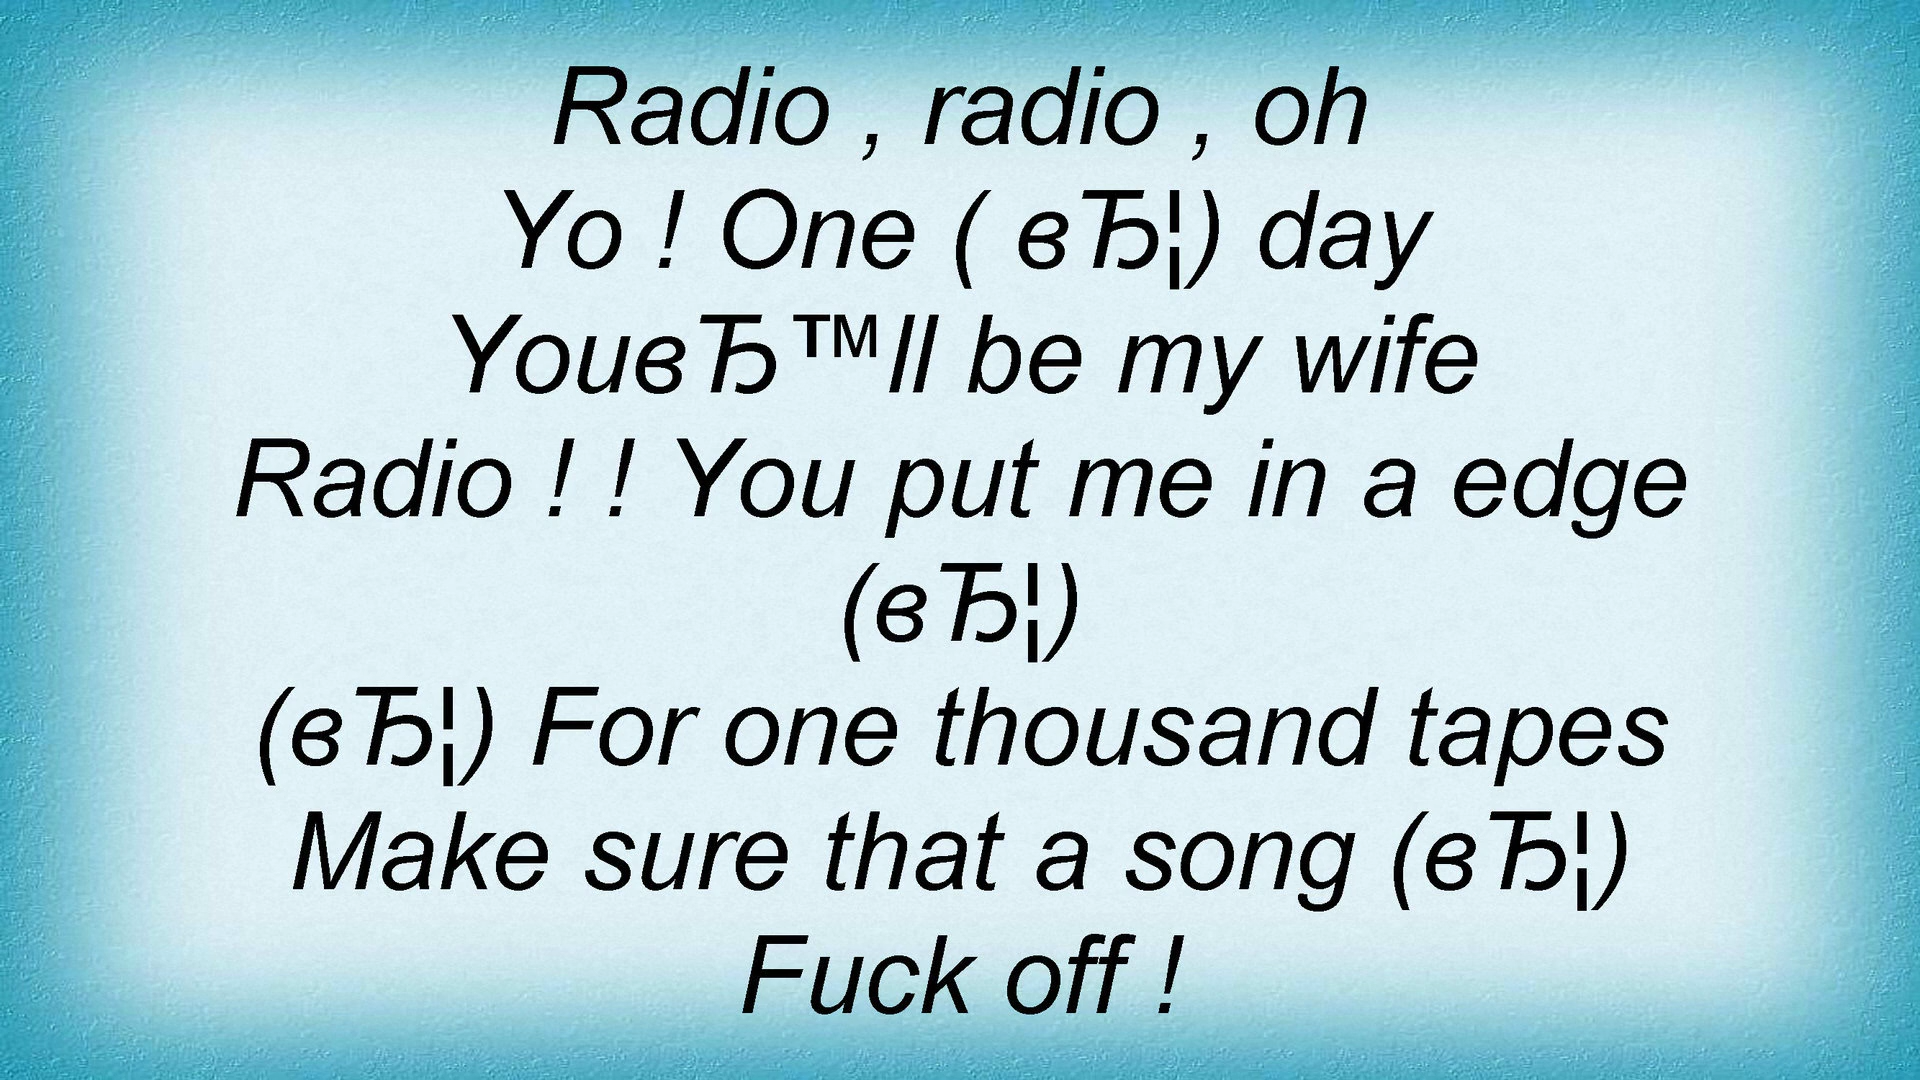 Radio , radio , oh
Yo ! One ( вЂ¦) day
YouвЂ™ll be my wife
Radio ! ! You put me in a edge
(вЂ¦)
(вЂ¦) For one thousand tapes
Make sure that a song (вЂ¦)
Fuck off !